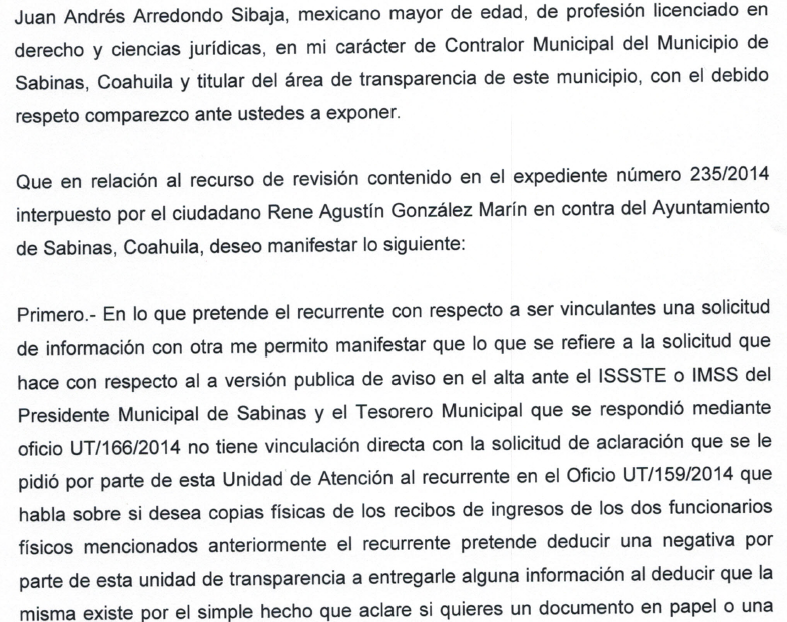 Juan Andrés Arredondo Sibaja, mexicano mayor de edad, de profesión licenciado en
derecho y ciencias jurídicas, en mi carácter de Contralor Municipal del Municipio de
Sabinas, Coahuila y titular del área de transparencia de este municipio, con el debido
respeto comparezco ante ustedes a exponer.
Que en relación al recurso de revisión contenido en el expediente número 235/2014
interpuesto por el ciudadano Rene Agustín González Marín en contra del Ayuntamiento
de Sabinas, Coahuila, deseo manifestar lo siguiente:
Primero.- En lo que pretende el recurrente con respecto a ser vinculantes una solicitud
de información con otra me permito manifestar que lo que se refiere a la solicitud que
hace con respecto al a versión publica de aviso en el alta ante el ISSSTE o IMSS del
Presidente Municipal de Sabinas y el Tesorero Municipal que se respondió mediante
oficio UT/166/2014 no tiene vinculación directa con la solicitud de aclaración que se le
pidió por parte de esta Unidad de Atención al recurrente en el Oficio UT/159/2014 que
habla sobre si desea copias físicas de los recibos de ingresos de los dos funcionarios
físicos mencionados anteriormente el recurrente pretende deducir una negativa por
parte de esta unidad de transparencia a entregarle alguna información al deducir que la
misma existe por el simple hecho que aclare si quieres un documento en papel o una